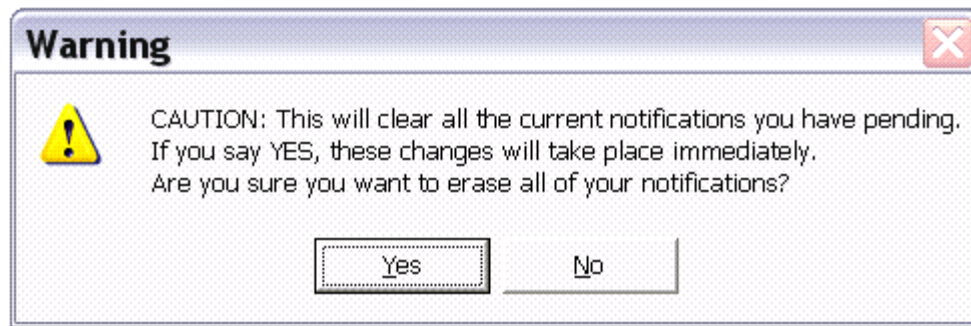 Warning
CAUTION: This will clear all the current notifications you have pending.
If you say YES, these changes will take place immediately.
Are you sure you want to erase all of your notifications?
Yes
No